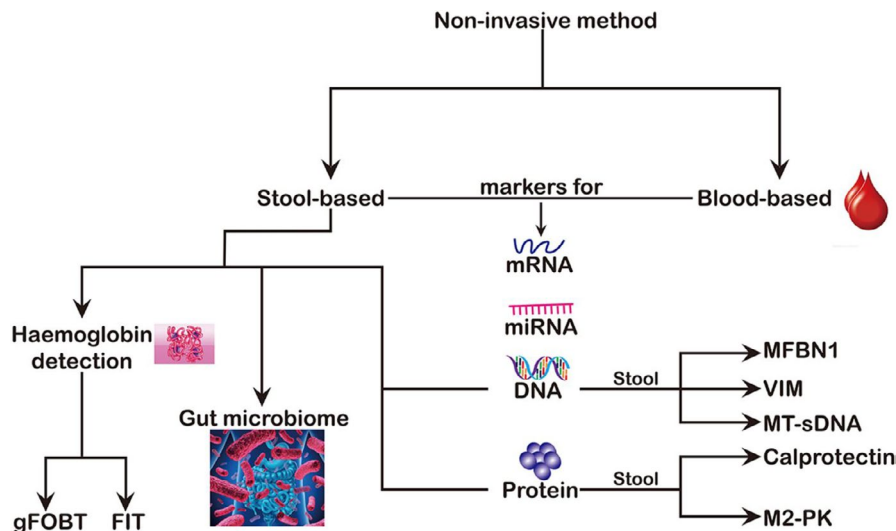 Non-invasive method
Stool-based
markers for
Blood-based
mRNA
miRNA
Haemoglobin
detection
Gut microbiome
DNA
Stool
MFBN1
VIM
MT-sDNA
Protein
Stool
Calprotectin
M2-PK
gFOBT
FIT